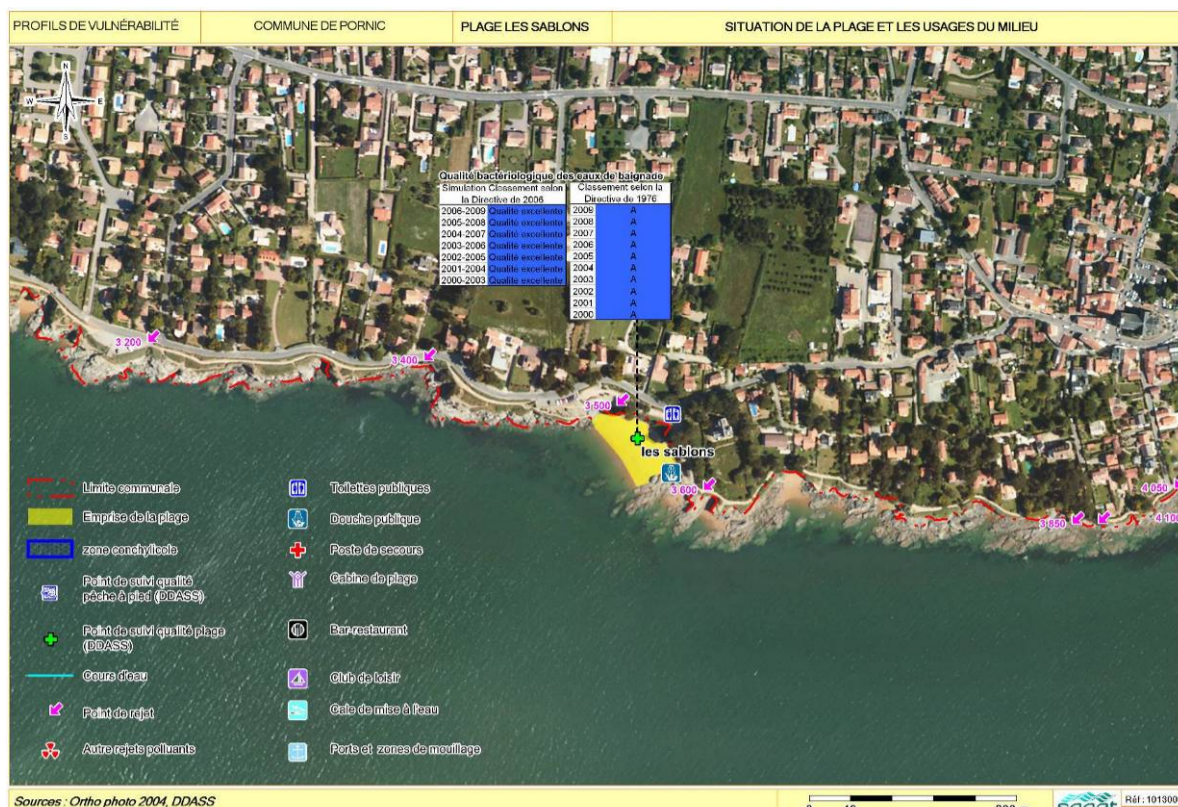 PROFILS DE VULNÉRABILITÉ
COMMUNE DE PORNIC
PLAGE LES SABLONS
SITUATION DE LA PLAGE ET LES USAGES DU MILIEU
N
W E
S
Qualité bactériologique des eaux de baignade
Simulation Classement selon
la Directive de 2006
2006-2009 Qualité excellente
2005-2008 Qualité excellente
2004-2007 Qualité excellente
2003-2006 Qualité excellente
2002-2005 Qualité excellente
2001-2004 Qualité excellente
2000-2003 Qualité excellente
Classement selon la
Directive de 1976
2009 A
2008 A
2007 A
2006 A
2005 A
2004 A
2003 A
2002 A
2001 A
2000 A
3 200
3 400
3 500
les sablons
3 600
3 850
4 050
4 100
Limite communale
Emprise de la plage
zone conchylicole
Point de suivi qualité
pêche à pied (DDASS)
Point de suivi qualité plage
(DDASS)
Cours d'eau
Point de rejet
Autre rejets polluants
Toilettes publiques
Douche publique
Poste de secours
Cabine de plage
Bar-restaurant
Club de loisir
Cale de mise à l'eau
Ports et zones de mouillage
Sources : Ortho photo 2004, DDASS
Réf : 101300